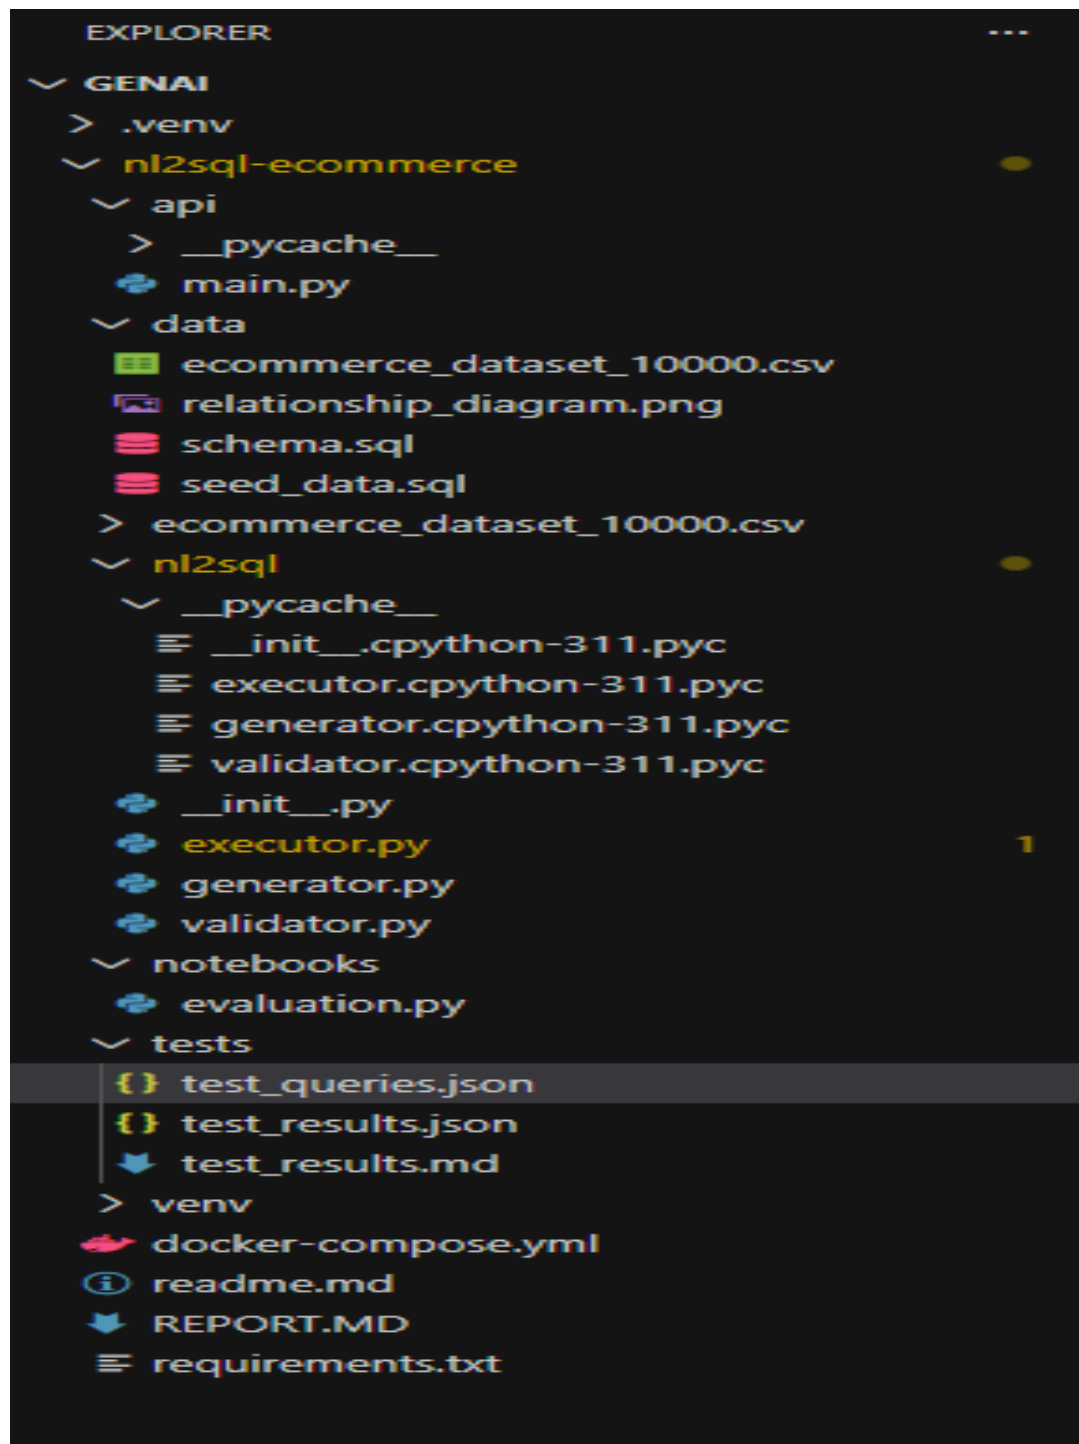 EXPLORER ...
GENAI
.venv
nl2sql-ecommerce
api
__pycache__
main.py
data
ecommerce_dataset_10000.csv
relationship_diagram.png
schema.sql
seed_data.sql
ecommerce_dataset_10000.csv
nl2sql
__pycache__
__init__.cpython-311.pyc
executor.cpython-311.pyc
generator.cpython-311.pyc
validator.cpython-311.pyc
__init__.py
executor.py 1
generator.py
validator.py
notebooks
evaluation.py
tests
test_queries.json
test_results.json
test_results.md
venv
docker-compose.yml
readme.md
REPORT.MD
requirements.txt